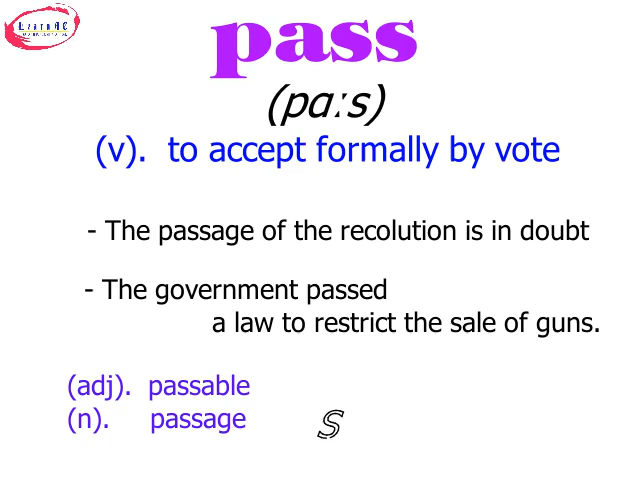 pass
(pɑːs)
(v). to accept formally by vote
- The passage of the recolution is in doubt
- The government passed
a law to restrict the sale of guns.
(adj). passable
(n). passage
S